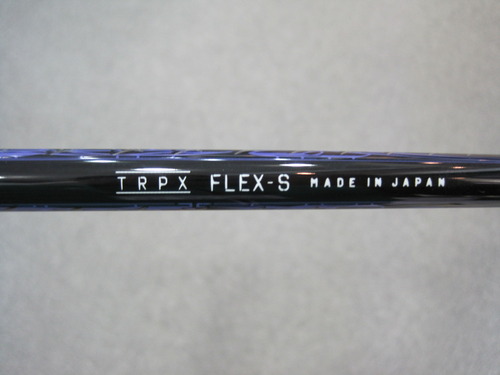 TRPX FLEX-S MADE IN JAPAN